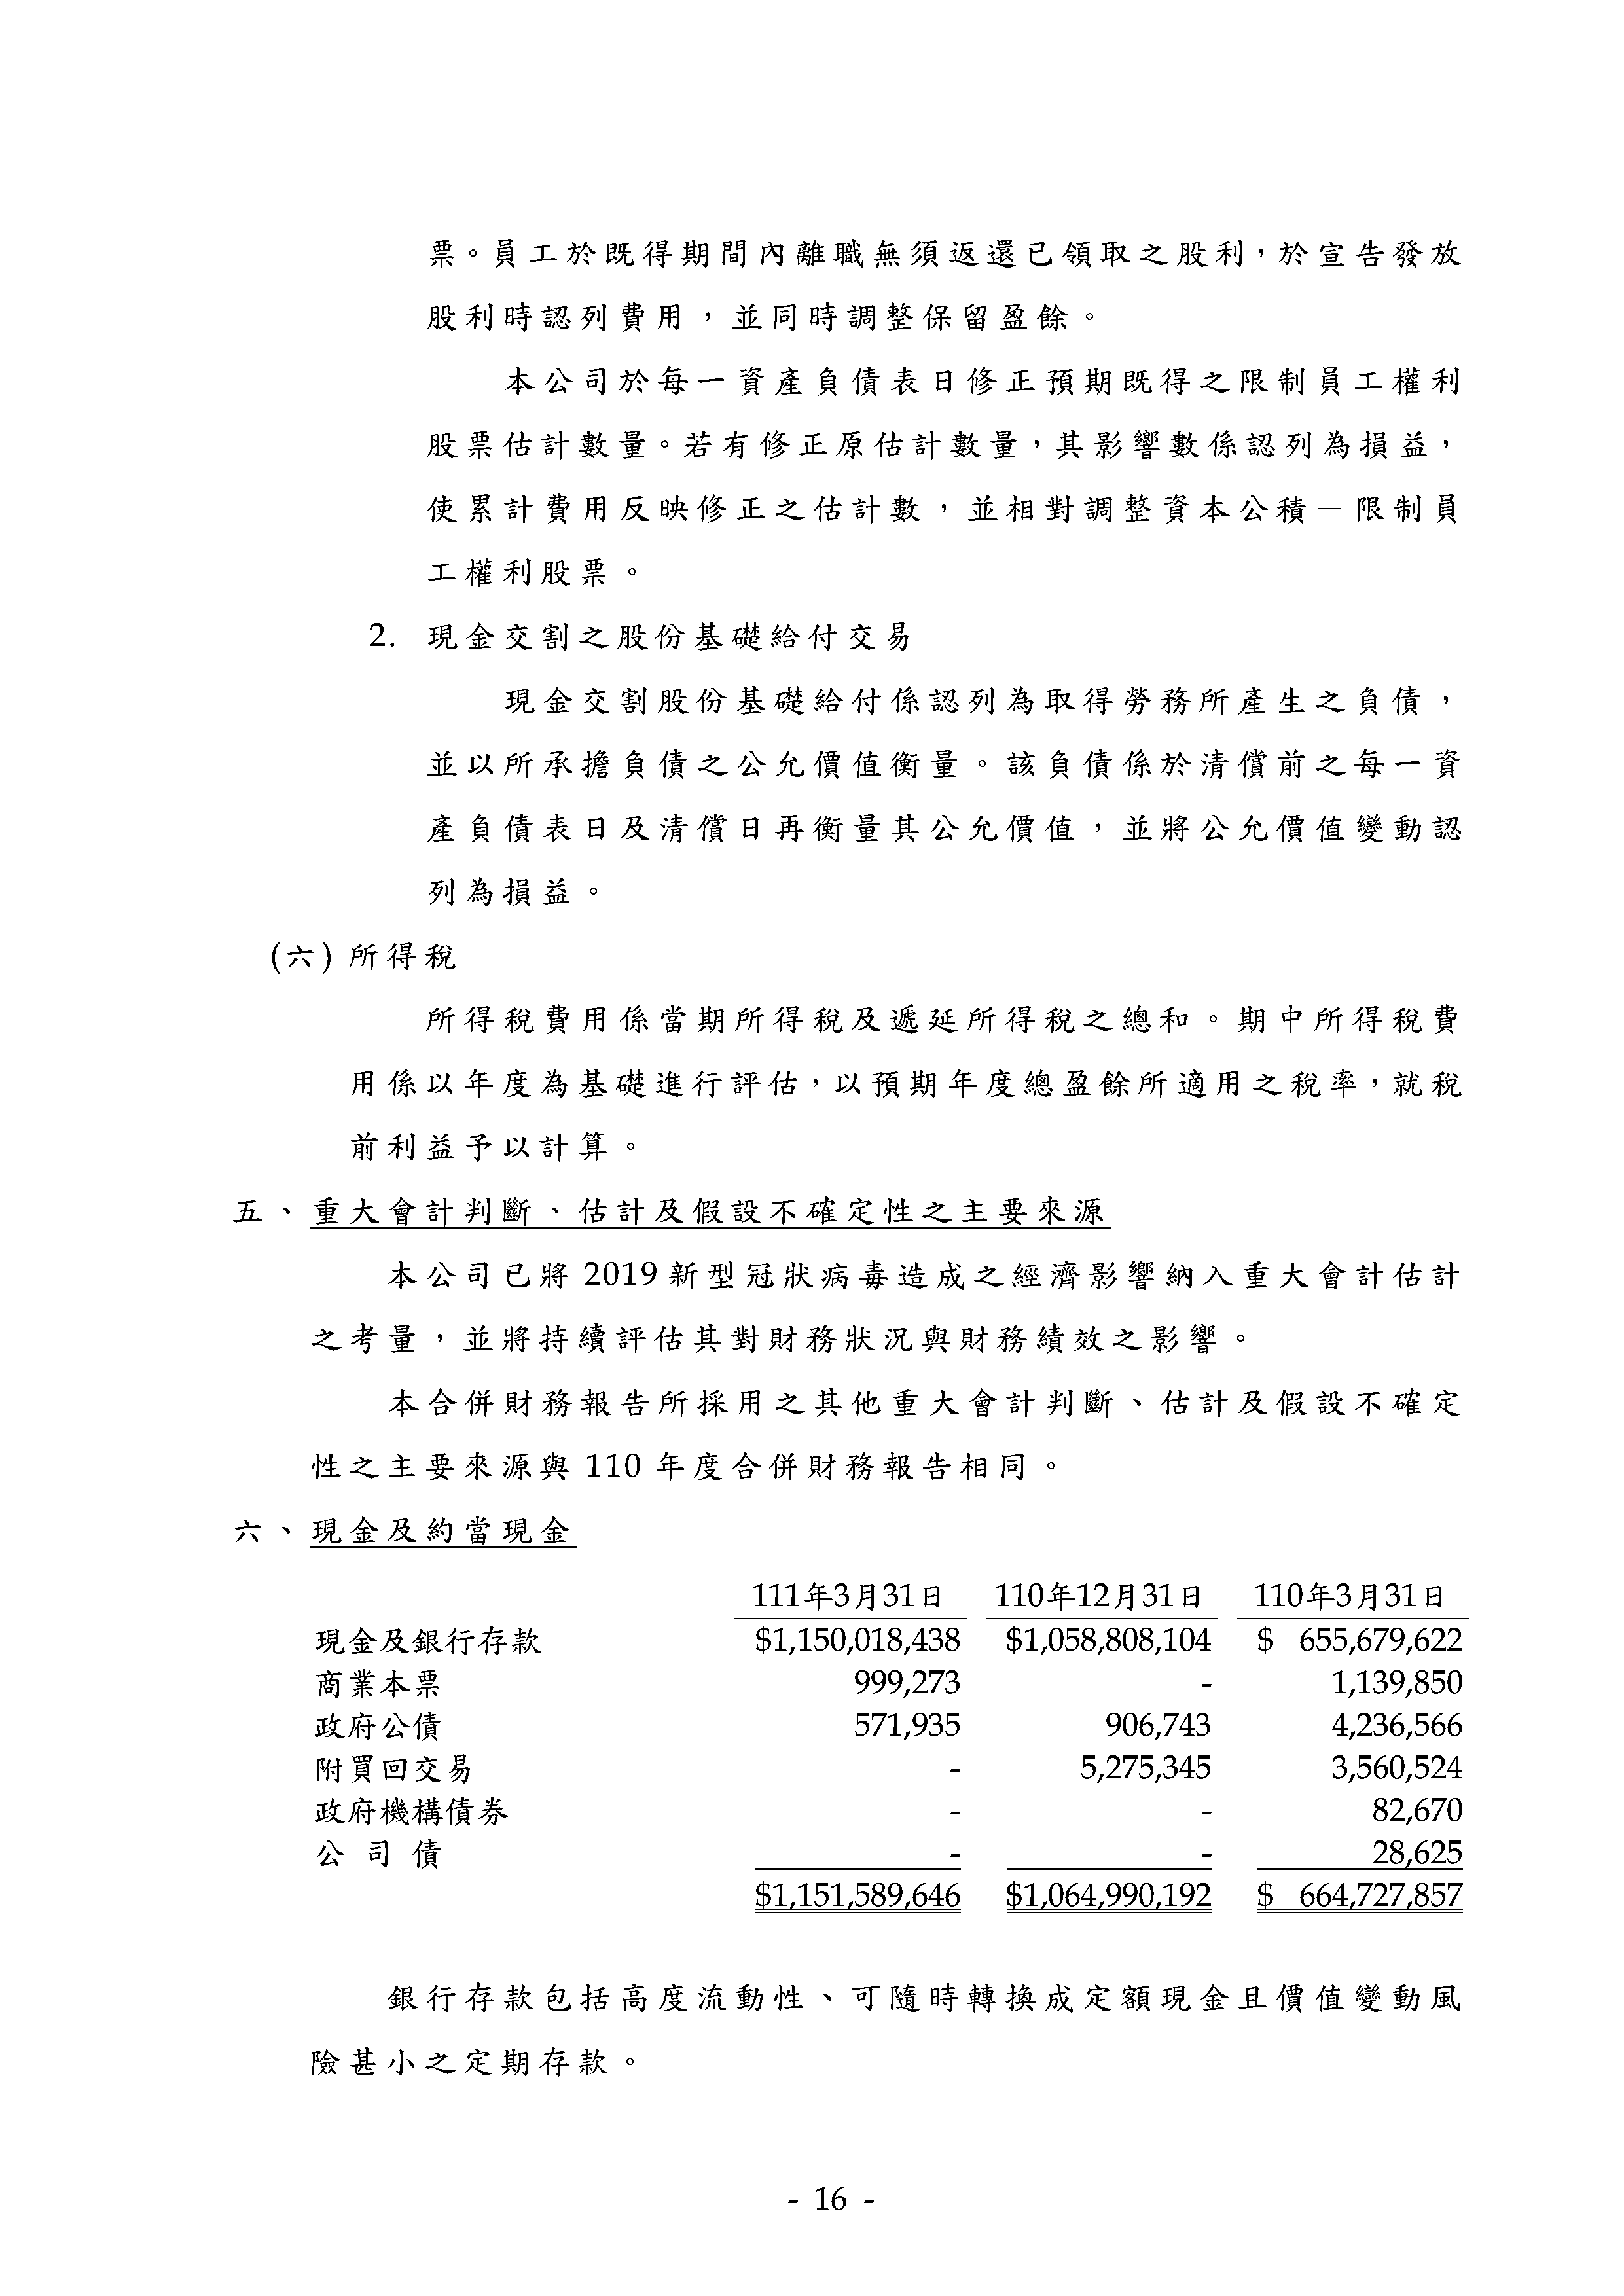 票。員工於既得期間內離職無須返還已領取之股利，於宣告發放
股利時認列費用，並同時調整保留盈餘。
本公司於每一資產負債表日修正預期既得之限制員工權利
股票估計數量。若有修正原估計數量，其影響數係認列為損益，
使累計費用反映修正之估計數，並相對調整資本公積－限制員
工權利股票。
2. 現金交割之股份基礎給付交易
現金交割股份基礎給付係認列為取得勞務所產生之負債，
並以所承擔負債之公允價值衡量。該負債係於清償前之每一資
產負債表日及清償日再衡量其公允價值，並將公允價值變動認
列為損益。
(六) 所得稅
所得稅費用係當期所得稅及遞延所得稅之總和。期中所得稅費
用係以年度為基礎進行評估，以預期年度總盈餘所適用之稅率，就稅
前利益予以計算。
五、重大會計判斷、估計及假設不確定性之主要來源
本公司已將 2019 新型冠狀病毒造成之經濟影響納入重大會計估計
之考量，並將持續評估其對財務狀況與財務績效之影響。
本合併財務報告所採用之其他重大會計判斷、估計及假設不確定
性之主要來源與 110 年度合併財務報告相同。
六、現金及約當現金
111年3月31日 110年12月31日 110年3月31日
現金及銀行存款 $1,150,018,438 $1,058,808,104 $ 655,679,622
商業本票 999,273 - 1,139,850
政府公債 571,935 906,743 4,236,566
附買回交易 - 5,275,345 3,560,524
政府機構債券 - - 82,670
公司債 - - 28,625
$1,151,589,646 $1,064,990,192 $ 664,727,857
銀行存款包括高度流動性、可隨時轉換成定額現金且價值變動風
險甚小之定期存款。
- 16 -